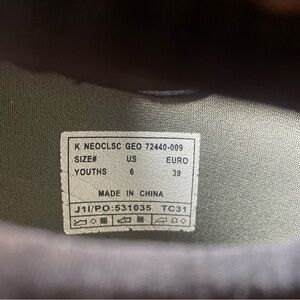 K NEOCLSC GEO 72440-009
SIZE# US EURO
YOUTHS 6 39
MADE IN CHINA
J1I/PO:531035 TC31